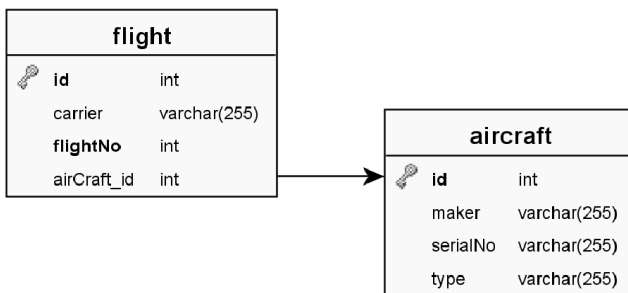 flight
id int
carrier varchar(255)
flightNo int
airCraft_id int
aircraft
id int
maker varchar(255)
serialNo varchar(255)
type varchar(255)